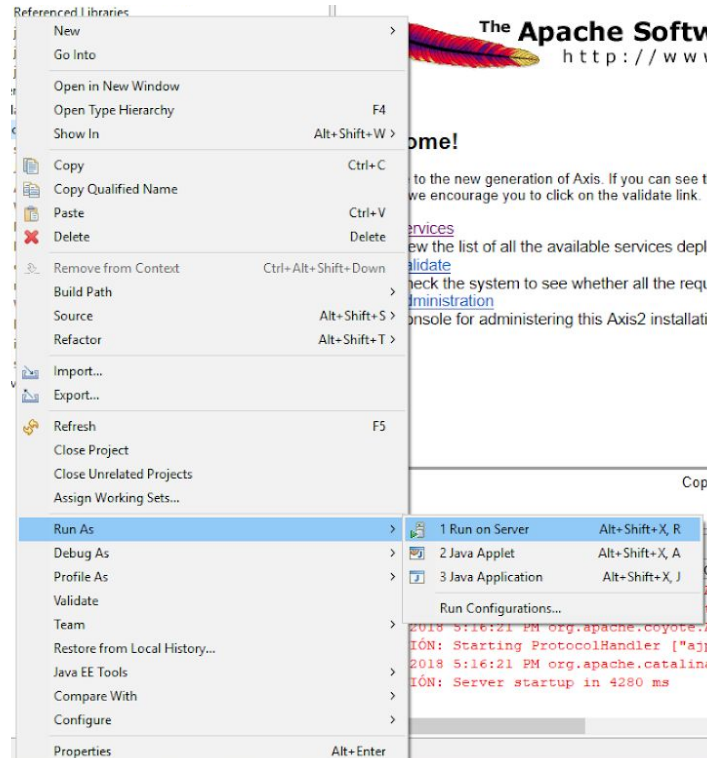 Referenced Libraries
New
Go Into
Open in New Window
Open Type Hierarchy F4
Show In Alt+Shift+W >
Copy Ctrl+C
Copy Qualified Name
Paste Ctrl+V
Delete Delete
Remove from Context Ctrl+Alt+Shift+Down
Build Path
Source Alt+Shift+S >
Refactor Alt+Shift+T >
Import...
Export...
Refresh F5
Close Project
Close Unrelated Projects
Assign Working Sets...
Run As
Debug As
Profile As
Validate
Team
Restore from Local History...
Java EE Tools
Compare With
Configure
Properties Alt+Enter
1 Run on Server Alt+Shift+X, R
2 Java Applet Alt+Shift+X, A
3 Java Application Alt+Shift+X, J
Run Configurations...
The Apache Softw
http://www
ome!
to the new generation of Axis. If you can see t
we encourage you to click on the validate link.
ervices
ew the list of all the available services depl
alidate
heck the system to see whether all the requ
dministration
onsole for administering this Axis2 installati
Cop
2018 5:16:21 PM org.apache.coyote.
IÓN: Starting ProtocolHandler ["ajp
2018 5:16:21 PM org.apache.catalina
IÓN: Server startup in 4280 ms